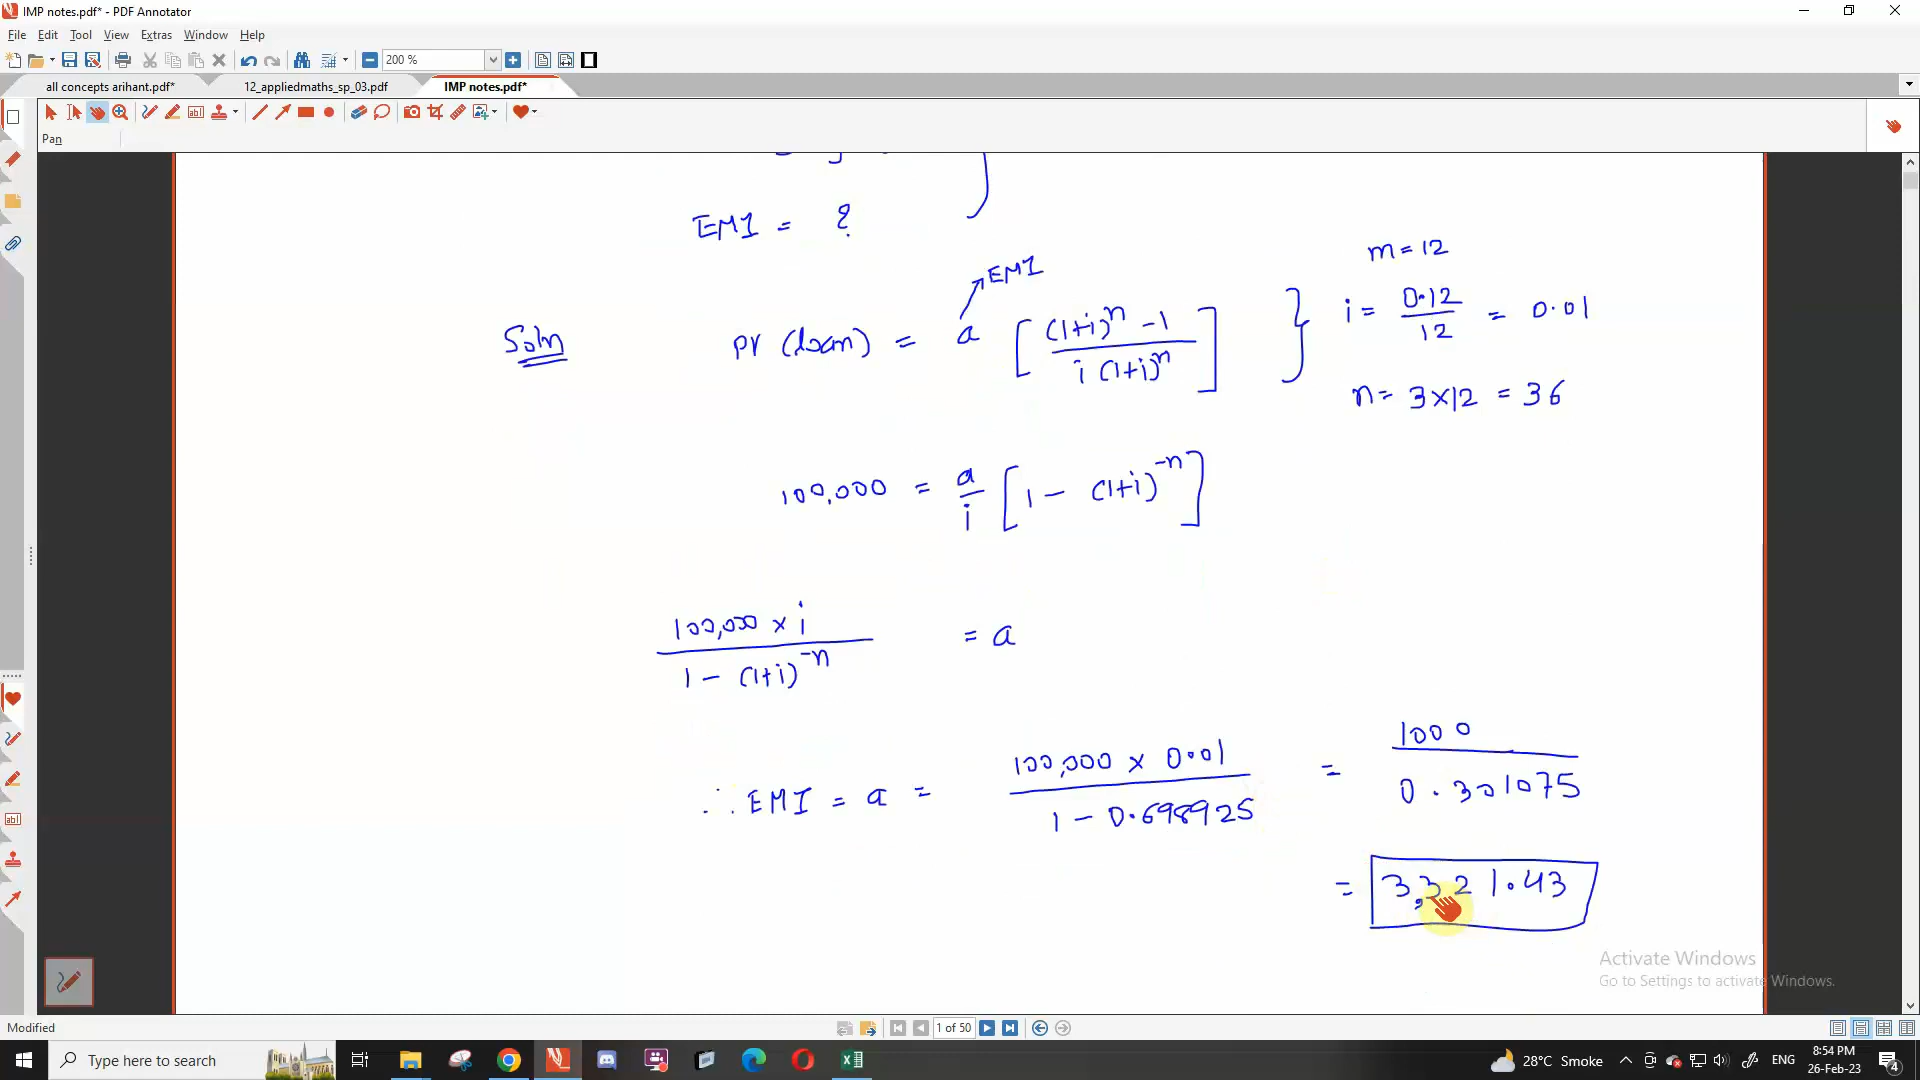 IMP notes.pdf* - PDF Annotator
File Edit Tool View Extras Window Help
200 %
all concepts arihant.pdf* 12_appliedmaths_sp_03.pdf IMP notes.pdf*
Pan
EMI = ?
EMI
m = 12
Soln PV (loan) = a [ (1+i)^n - 1 / i (1+i)^n ] } i = 0.12 / 12 = 0.01
n = 3 x 12 = 36
100,000 = a / i [ 1 - (1+i)^-n ]
100,000 x i / 1 - (1+i)^-n = a
∴ EMI = a = 100,000 x 0.01 / 1 - 0.698925 = 1000 / 0.301075
= 3,321.43
Activate Windows
Go to Settings to activate Windows.
Modified
1 of 50
Type here to search
28°C Smoke
ENG
8:54 PM
26-Feb-23
4